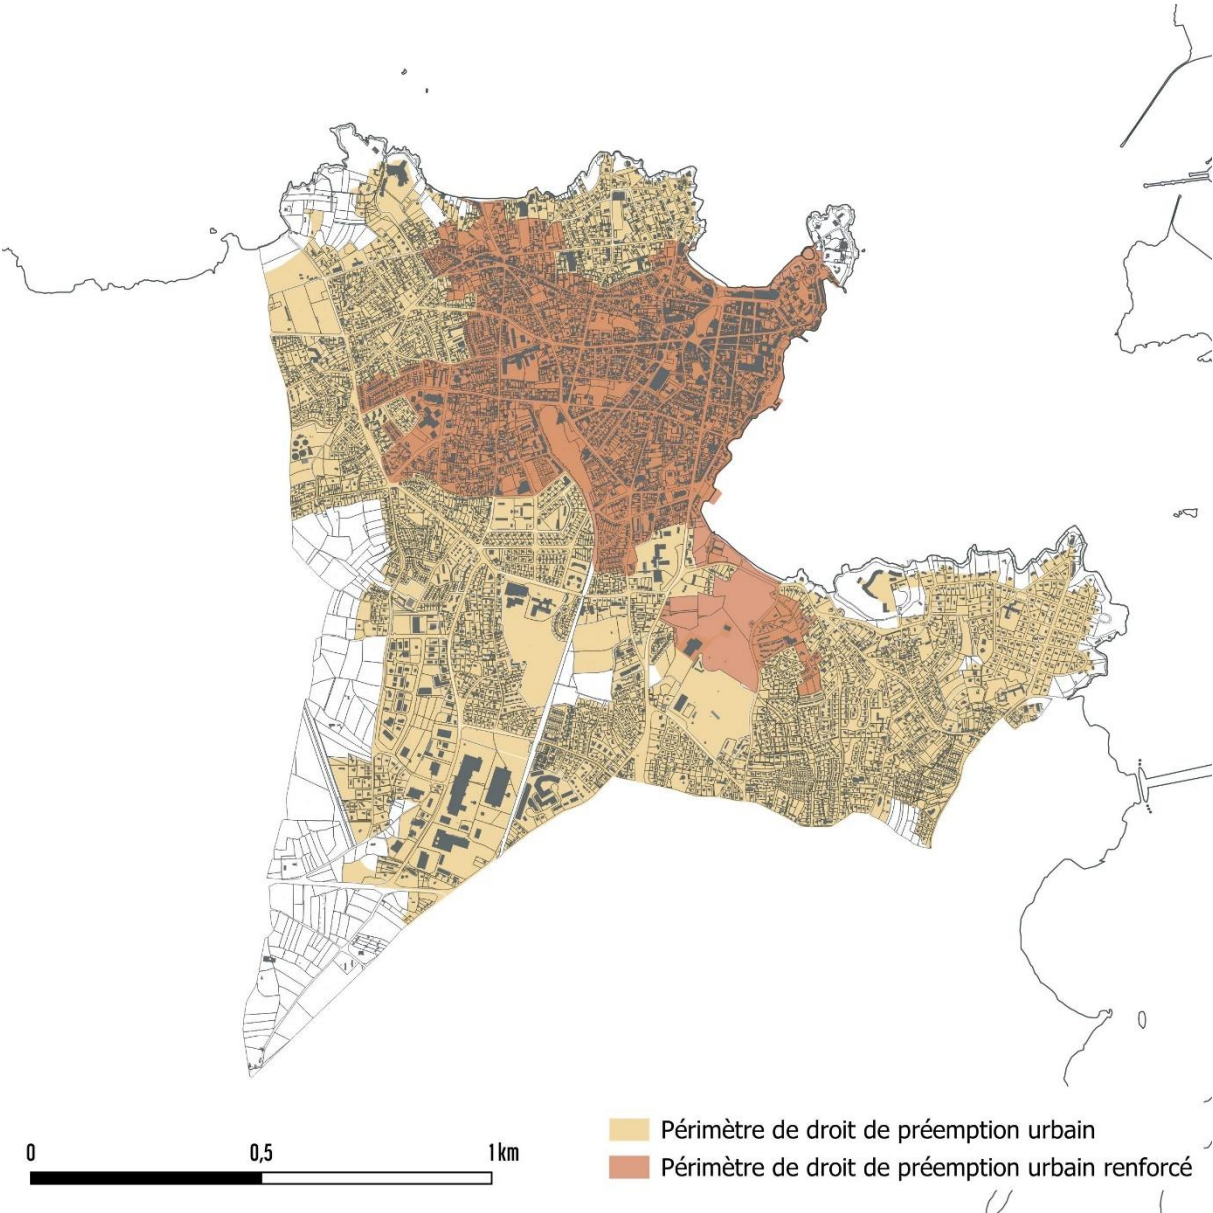 Périmètre de droit de préemption urbain
0 0,5 1 km
Périmètre de droit de préemption urbain renforcé